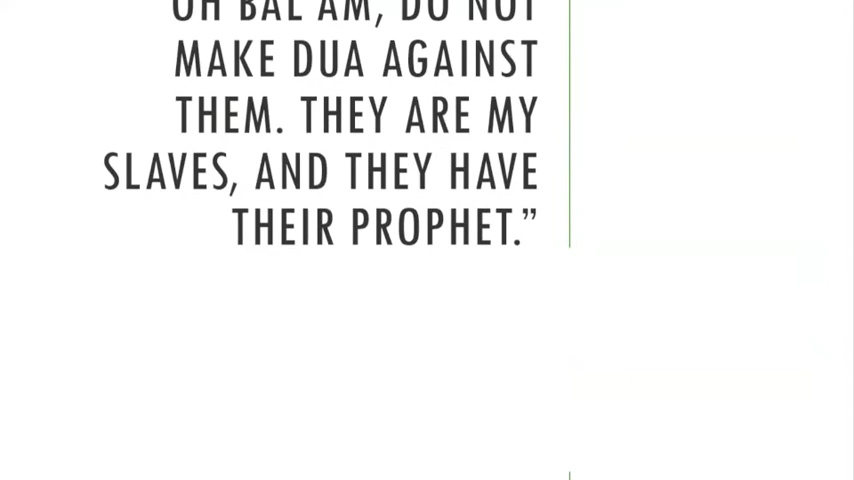 OH BAL AM, DO NOT
MAKE DUA AGAINST
THEM. THEY ARE MY
SLAVES, AND THEY HAVE
THEIR PROPHET.”